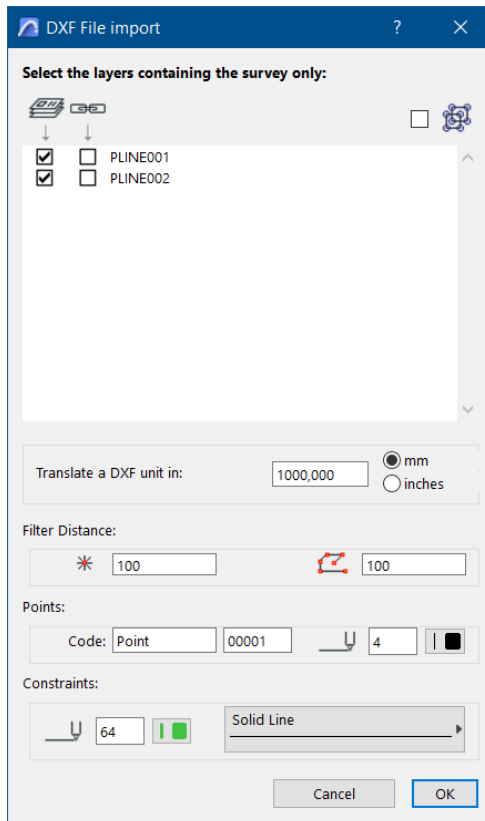 DXF File import
?
Select the layers containing the survey only:
PLINE001
PLINE002
Translate a DXF unit in:
1000,000
mm
inches
Filter Distance:
100
100
Points:
Code:
Point
00001
4
Constraints:
64
Solid Line
Cancel
OK